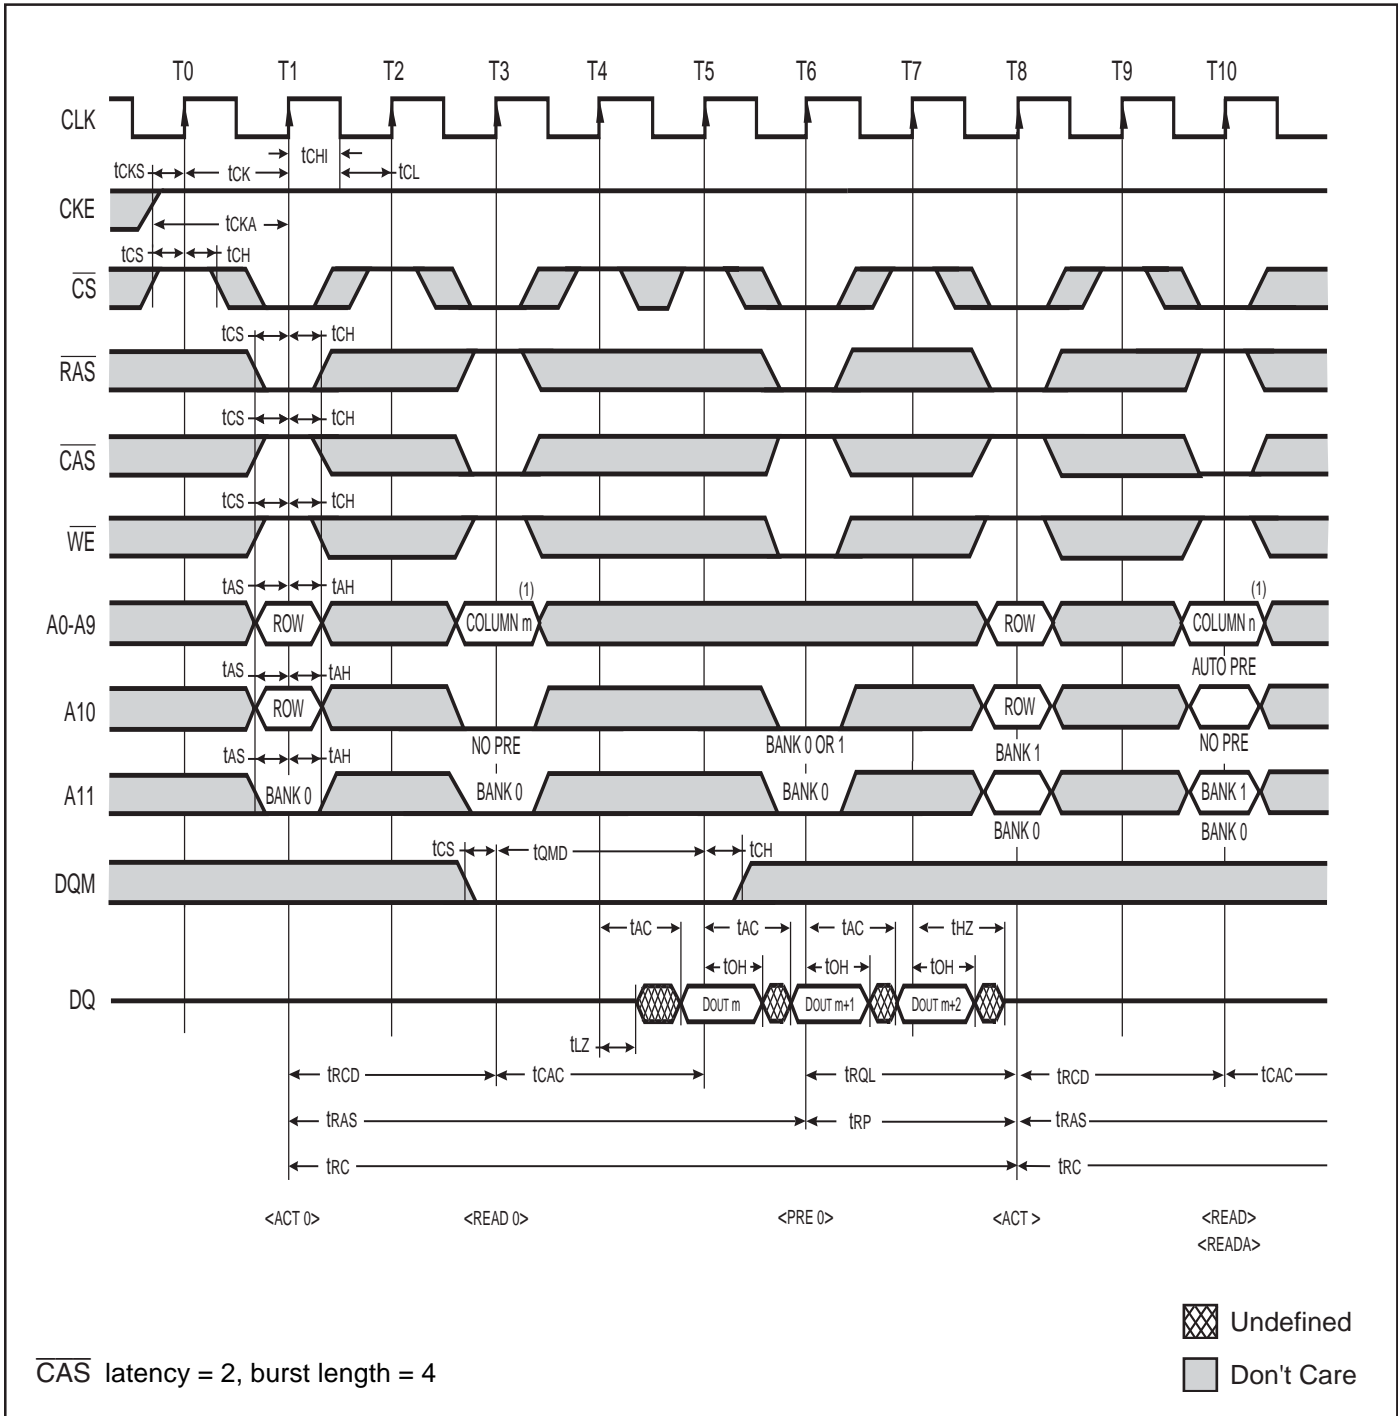 T0 T1 T2 T3 T4 T5 T6 T7 T8 T9 T10
CLK
tCHI
tCKS tCK tCL
CKE
tCKA
tCS tCH
CS
tCS tCH
RAS
tCS tCH
CAS
tCS tCH
WE
tAS tAH (1) (1)
A0-A9 ROW COLUMN m ROW COLUMN n
tAS tAH AUTO PRE
A10 ROW ROW
NO PRE BANK 0 OR 1 BANK 1 NO PRE
tAS tAH
A11 BANK 0 BANK 0 BANK 0 BANK 1
BANK 0 BANK 0
tCS tQMD tCH
DQM
tAC tAC tAC tHZ
tOH tOH tOH
DQ DOUT m DOUT m+1 DOUT m+2
tLZ
tRCD tCAC tRQL tRCD tCAC
tRAS tRP tRAS
tRC tRC
<ACT 0> <READ 0> <PRE 0> <ACT > <READ>
<READA>
Undefined
CAS latency = 2, burst length = 4
Don't Care